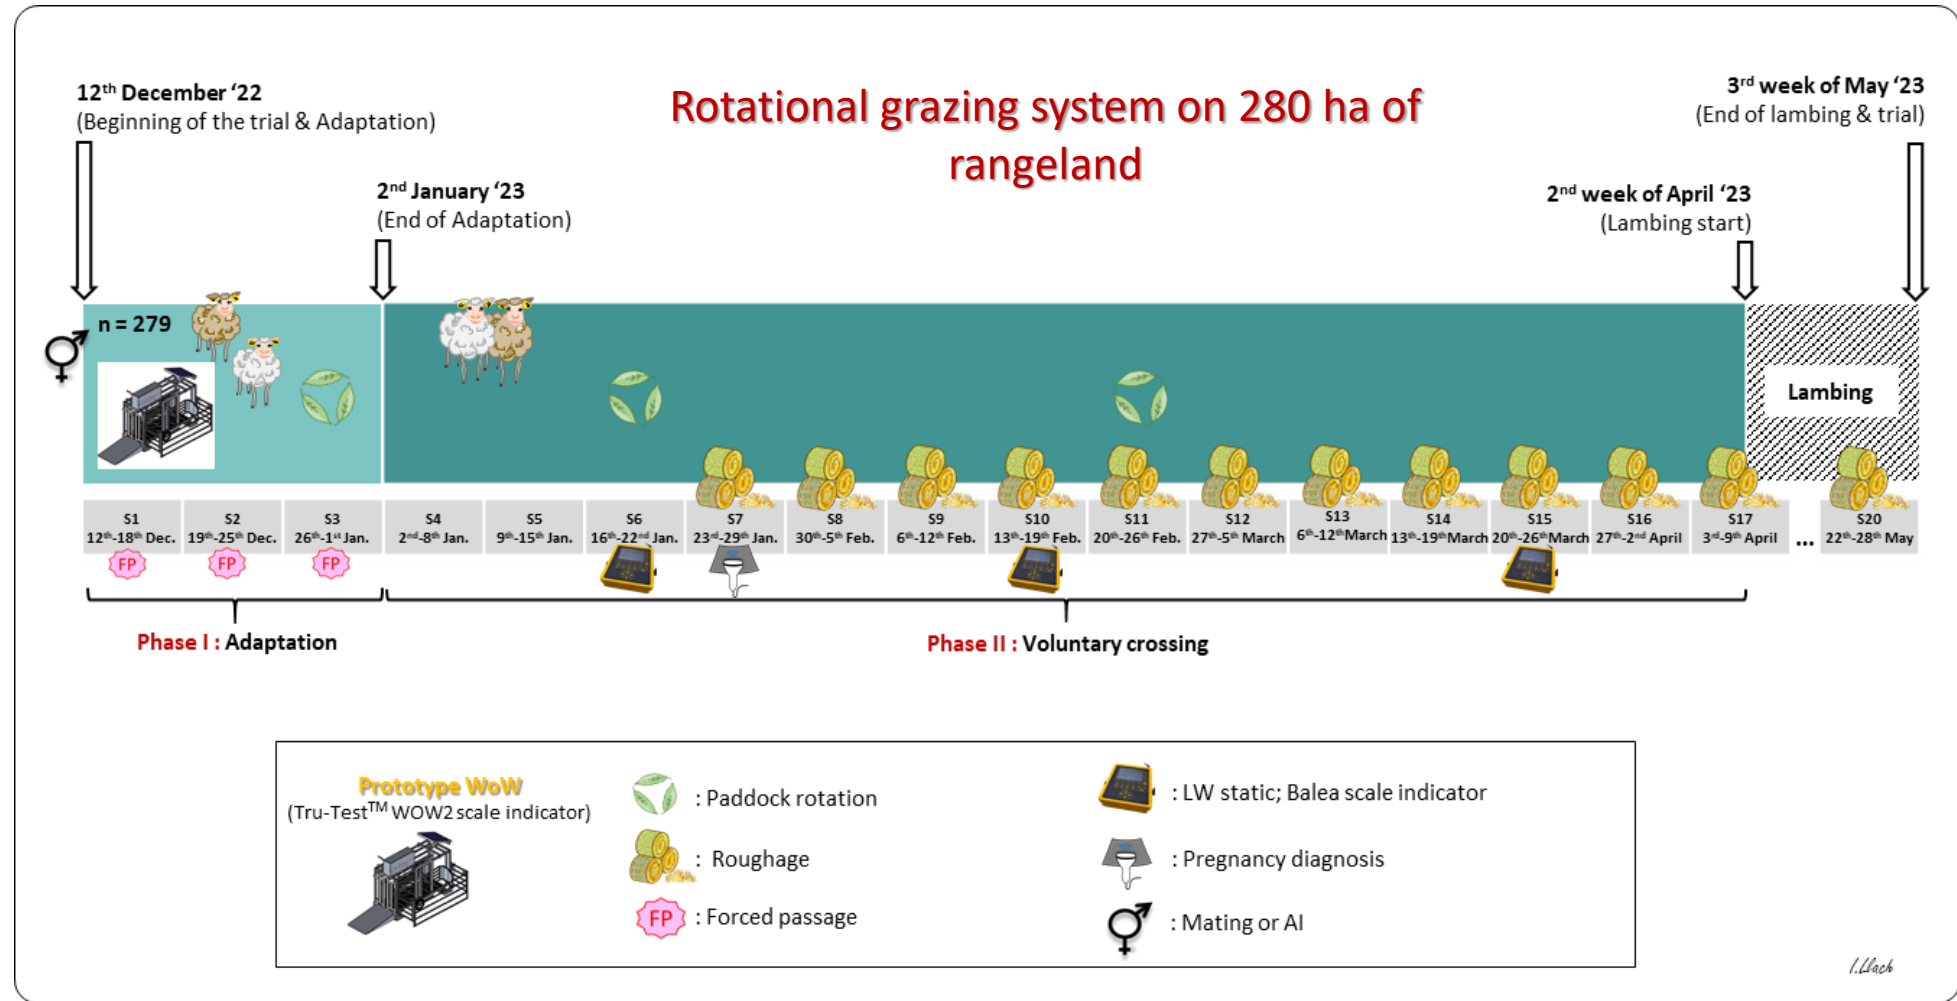 Rotational grazing system on 280 ha of
rangeland
12th December ‘22
(Beginning of the trial & Adaptation)
2nd January ‘23
(End of Adaptation)
2nd week of April ‘23
(Lambing start)
3rd week of May ‘23
(End of lambing & trial)
n = 279
Lambing
S1
12th-18th Dec.
S2
19th-25th Dec.
S3
26th-1st Jan.
S4
2nd-8th Jan.
S5
9th-15th Jan.
S6
16th-22nd Jan.
S7
23rd-29th Jan.
S8
30th-5th Feb.
S9
6th-12th Feb.
S10
13th-19th Feb.
S11
20th-26th Feb.
S12
27th-5th March
S13
6th-12th March
S14
13th-19th March
S15
20th-26th March
S16
27th-2nd April
S17
3rd-9th April
...
S20
22th-28th May
FP
FP
FP
Phase I : Adaptation
Phase II : Voluntary crossing
Prototype WoW
(Tru-Test™ WOW2 scale indicator)
: Paddock rotation
: Roughage
FP : Forced passage
: LW static; Balea scale indicator
: Pregnancy diagnosis
: Mating or AI
I.Llach